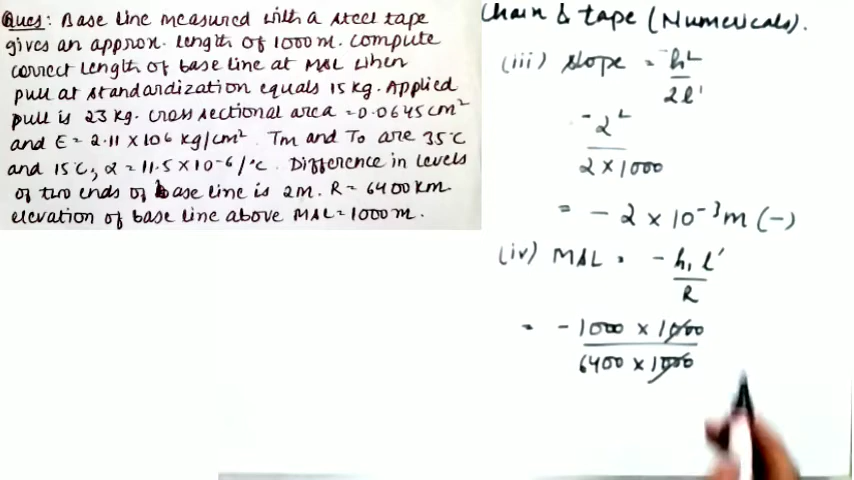 Ques: Base line measured with a steel tape
gives an approx. length of 1000m. Compute
correct length of base line at MSL when
pull at standardization equals 15 kg. Applied
pull is 23 kg. cross sectional area = 0.0645 cm²
and E = 2.11 × 10⁶ kg/cm². Tm and To are 35°C
and 15°C, α = 11.5 × 10⁻⁶/°C. Difference in levels
of two ends of base line is 2M. R = 6400 km
elevation of base line above MSL = 1000 m.
Chain & tape (Numericals).
(iii) slope = -h²
2l'
-2²
2 × 1000
= - 2 × 10⁻³ m (-)
(iv) MSL = - h₁ l'
R
= - 1000 × 1000
6400 × 1000